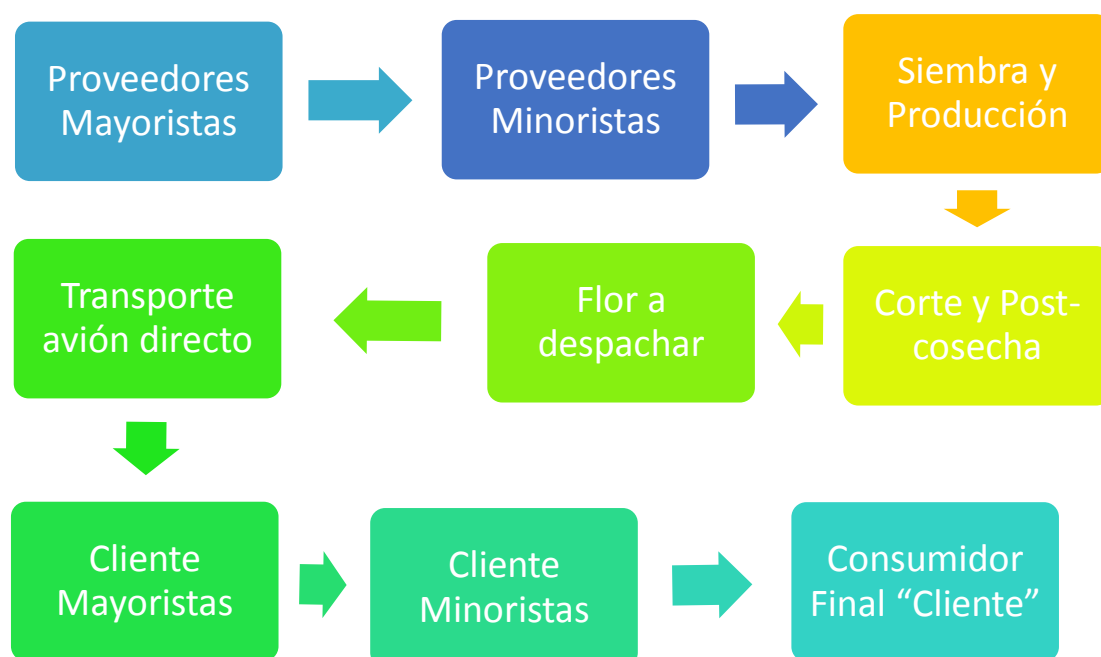 Proveedores
Mayoristas
Proveedores
Minoristas
Siembra y
Producción
Transporte
avión directo
Flor a
despachar
Corte y Post-
cosecha
Cliente
Mayoristas
Cliente
Minoristas
Consumidor
Final “Cliente”